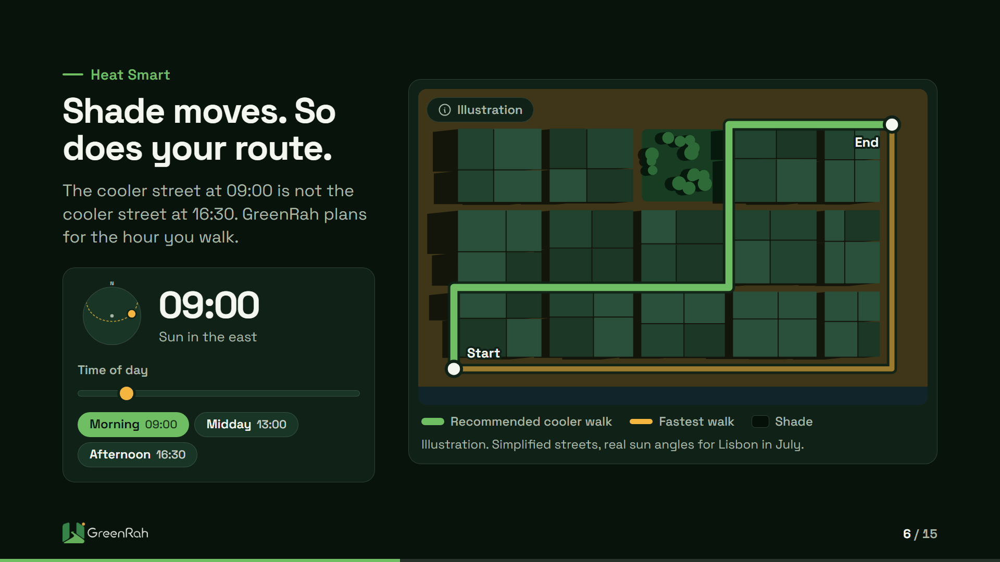 Heat Smart
Shade moves. So
does your route.
The cooler street at 09:00 is not the
cooler street at 16:30. GreenRah plans
for the hour you walk.
N
09:00
Sun in the east
Time of day
Morning 09:00
Midday 13:00
Afternoon 16:30
Illustration
End
Start
Recommended cooler walk
Fastest walk
Shade
Illustration. Simplified streets, real sun angles for Lisbon in July.
GreenRah
6 / 15